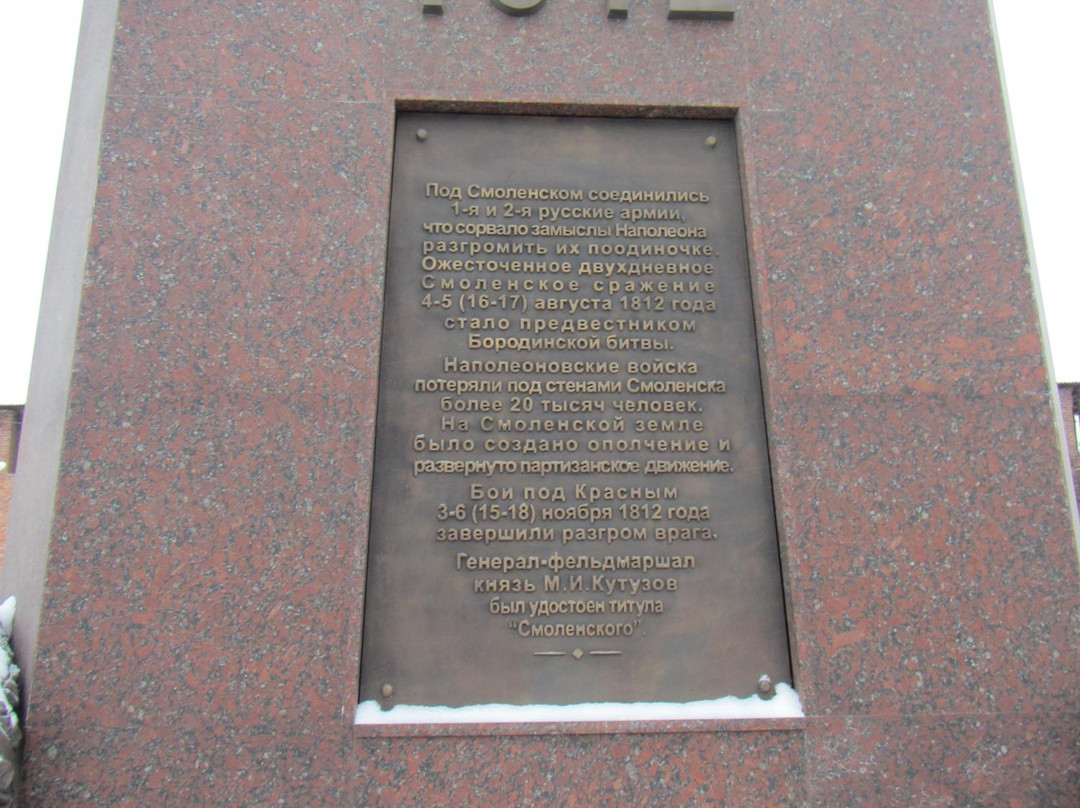 1812
Под Смоленском соединились
1-я и 2-я русские армии,
что сорвало замыслы Наполеона
разгромить их поодиночке.
Ожесточенное двухдневное
Смоленское сражение
4-5 (16-17) августа 1812 года
стало предвестником
Бородинской битвы.
Наполеоновские войска
потеряли под стенами Смоленска
более 20 тысяч человек.
На Смоленской земле
было создано ополчение и
развернуто партизанское движение.
Бои под Красным
3-6 (15-18) ноября 1812 года
завершили разгром врага.
Генерал-фельдмаршал
князь М.И.Кутузов
был удостоен титула
"Смоленского".